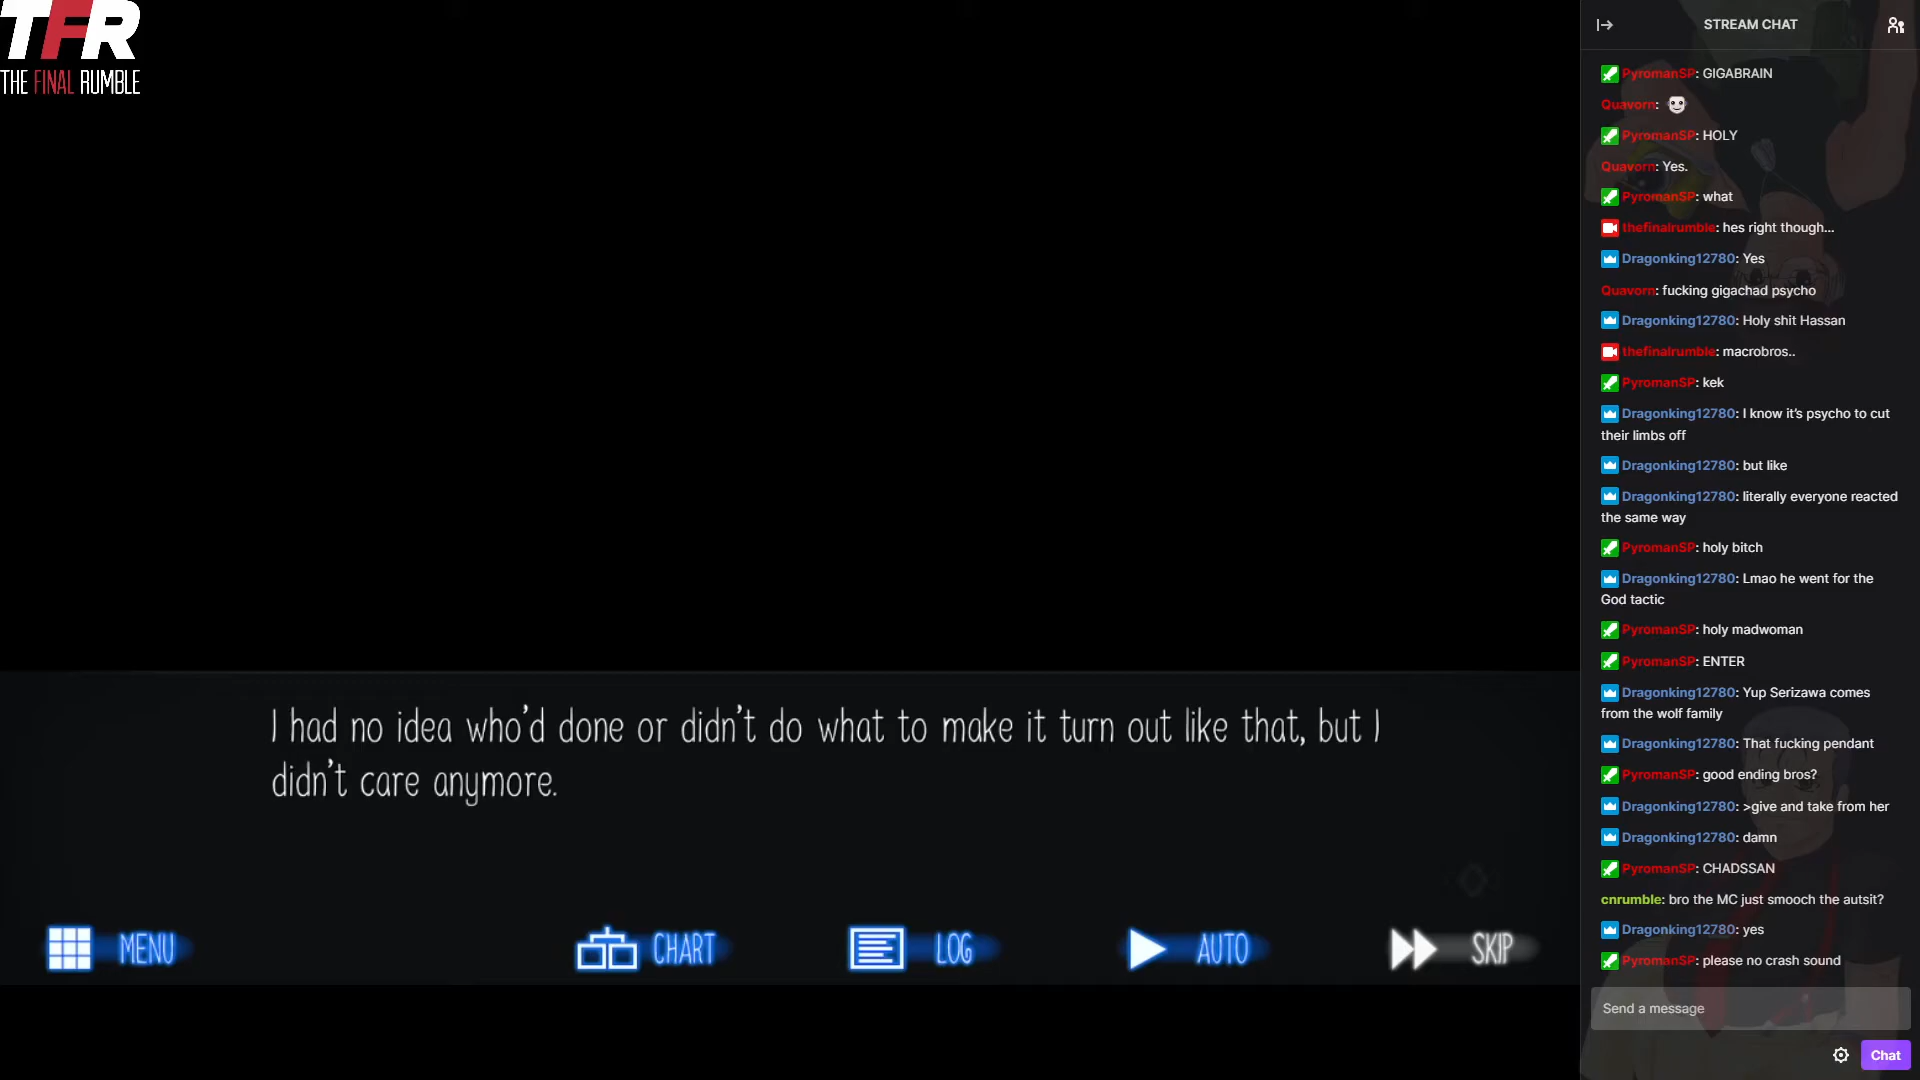 TFR
THE FINAL RUMBLE
I had no idea who'd done or didn't do what to make it turn out like that, but I
didn't care anymore.
MENU
CHART
LOG
AUTO
SKIP
STREAM CHAT
PyromanSP: GIGABRAIN
Quavorn:
PyromanSP: HOLY
Quavorn: Yes.
PyromanSP: what
thefinalrumble: hes right though...
Dragonking12780: Yes
Quavorn: fucking gigachad psycho
Dragonking12780: Holy shit Hassan
thefinalrumble: macrobros..
PyromanSP: kek
Dragonking12780: I know it's psycho to cut
their limbs off
Dragonking12780: but like
Dragonking12780: literally everyone reacted
the same way
PyromanSP: holy bitch
Dragonking12780: Lmao he went for the
God tactic
PyromanSP: holy madwoman
PyromanSP: ENTER
Dragonking12780: Yup Serizawa comes
from the wolf family
Dragonking12780: That fucking pendant
PyromanSP: good ending bros?
Dragonking12780: >give and take from her
Dragonking12780: damn
PyromanSP: CHADSSAN
cnrumble: bro the MC just smooch the autsit?
Dragonking12780: yes
PyromanSP: please no crash sound
Send a message
Chat